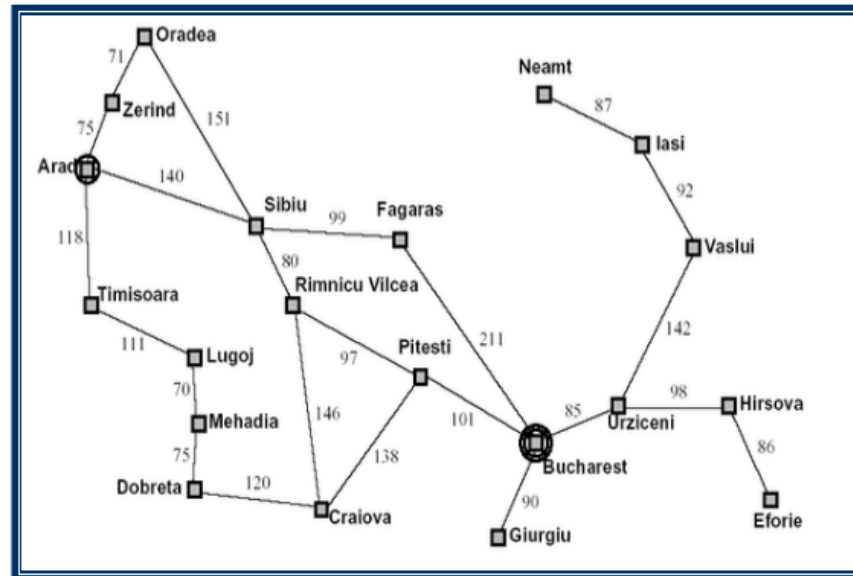 Oradea
71
Neamt
87
Zerind
151
75
Iasi
Arad
140
92
Sibiu
Fagaras
99
118
Vaslui
80
Timisoara
Rimnicu Vilcea
142
111
211
Lugoj
97
Pitesti
70
98
Hirsova
85
146
101
Urziceni
Mehadia
138
86
75
Bucharest
Dobreta
120
90
Craiova
Eforie
Giurgiu